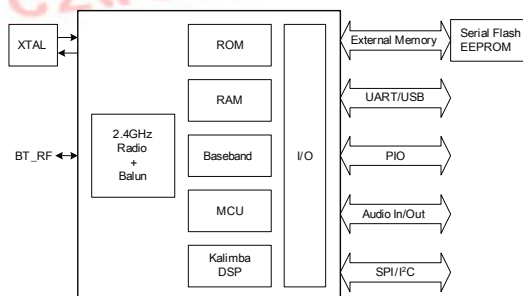 XTAL
ROM
External Memory
Serial Flash
EEPROM
RAM
UART/USB
2.4GHz
Radio
+
Balun
BT_RF
Baseband
I/O
PIO
MCU
Audio In/Out
Kalimba
DSP
SPI/I²C